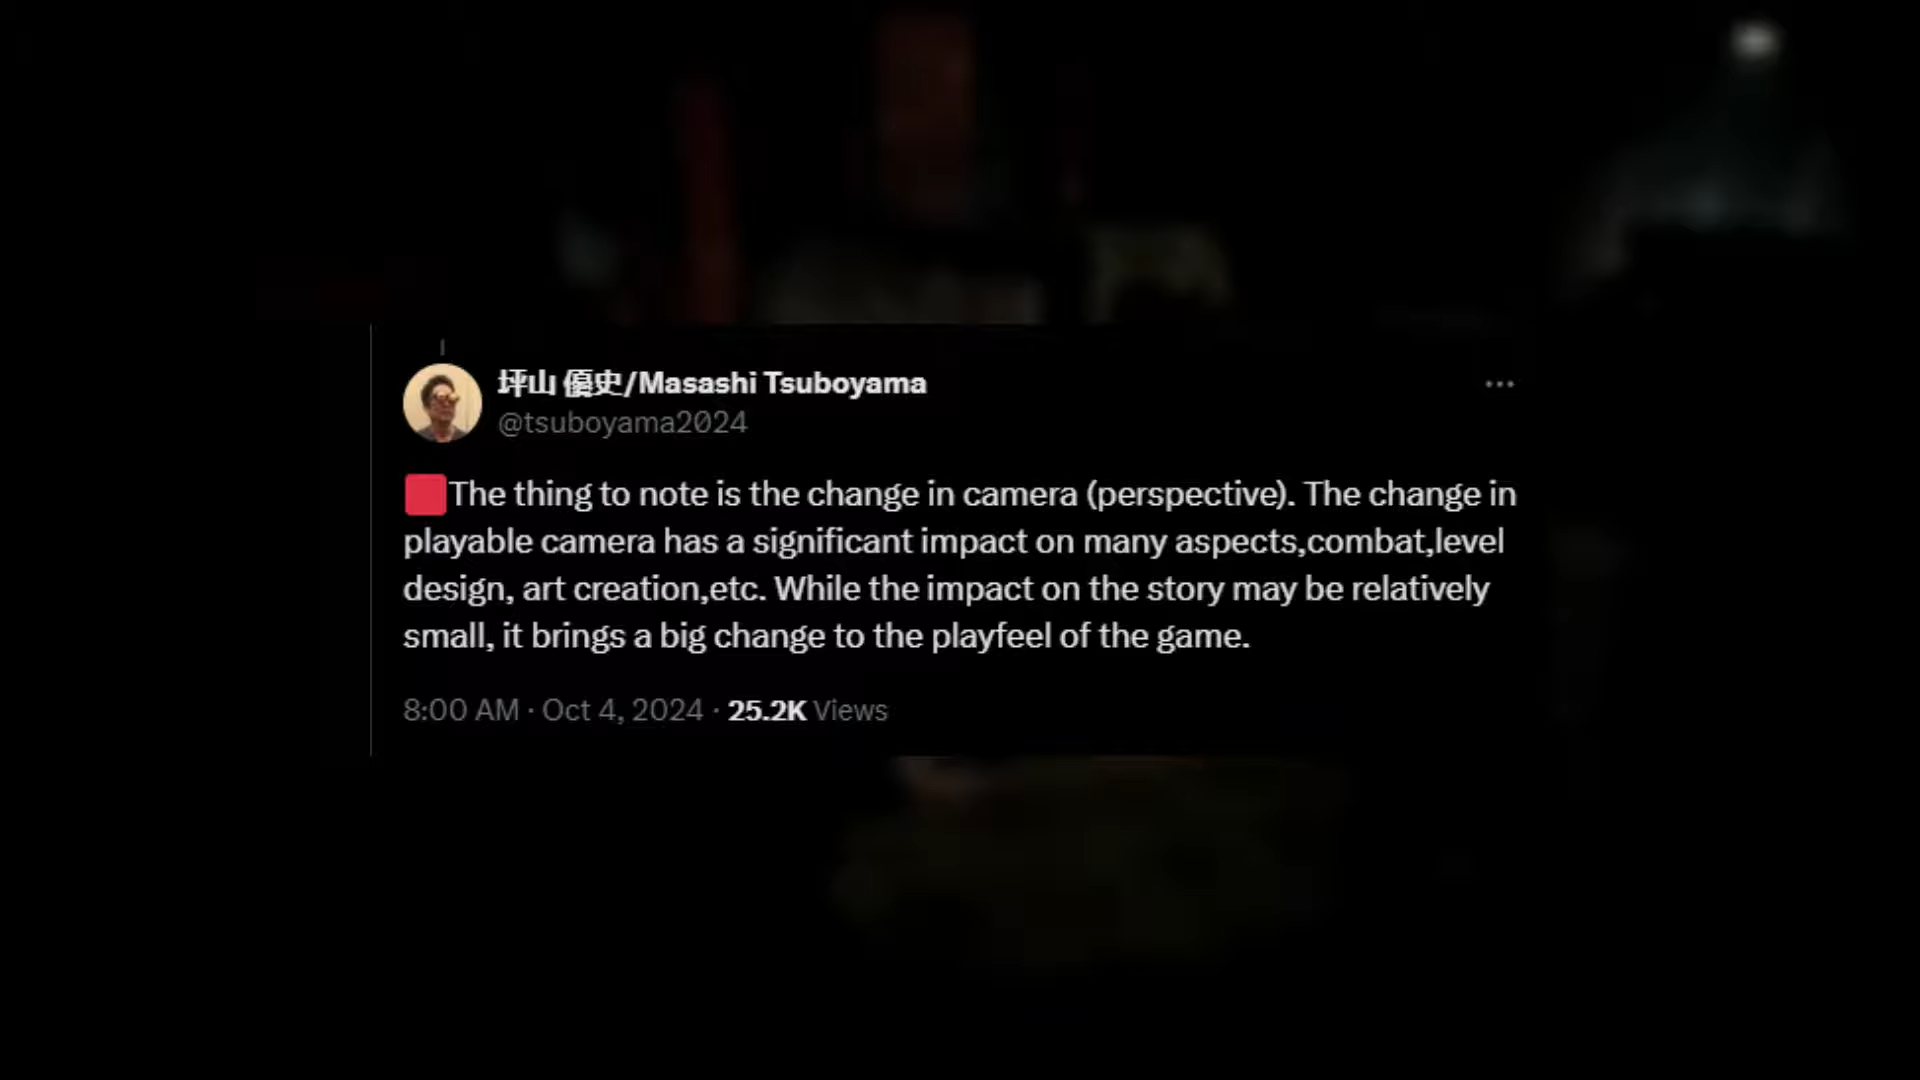 坪山 優史/Masashi Tsuboyama
@tsuboyama2024
The thing to note is the change in camera (perspective). The change in
playable camera has a significant impact on many aspects,combat,level
design, art creation,etc. While the impact on the story may be relatively
small, it brings a big change to the playfeel of the game.
8:00 AM · Oct 4, 2024 · 25.2K Views